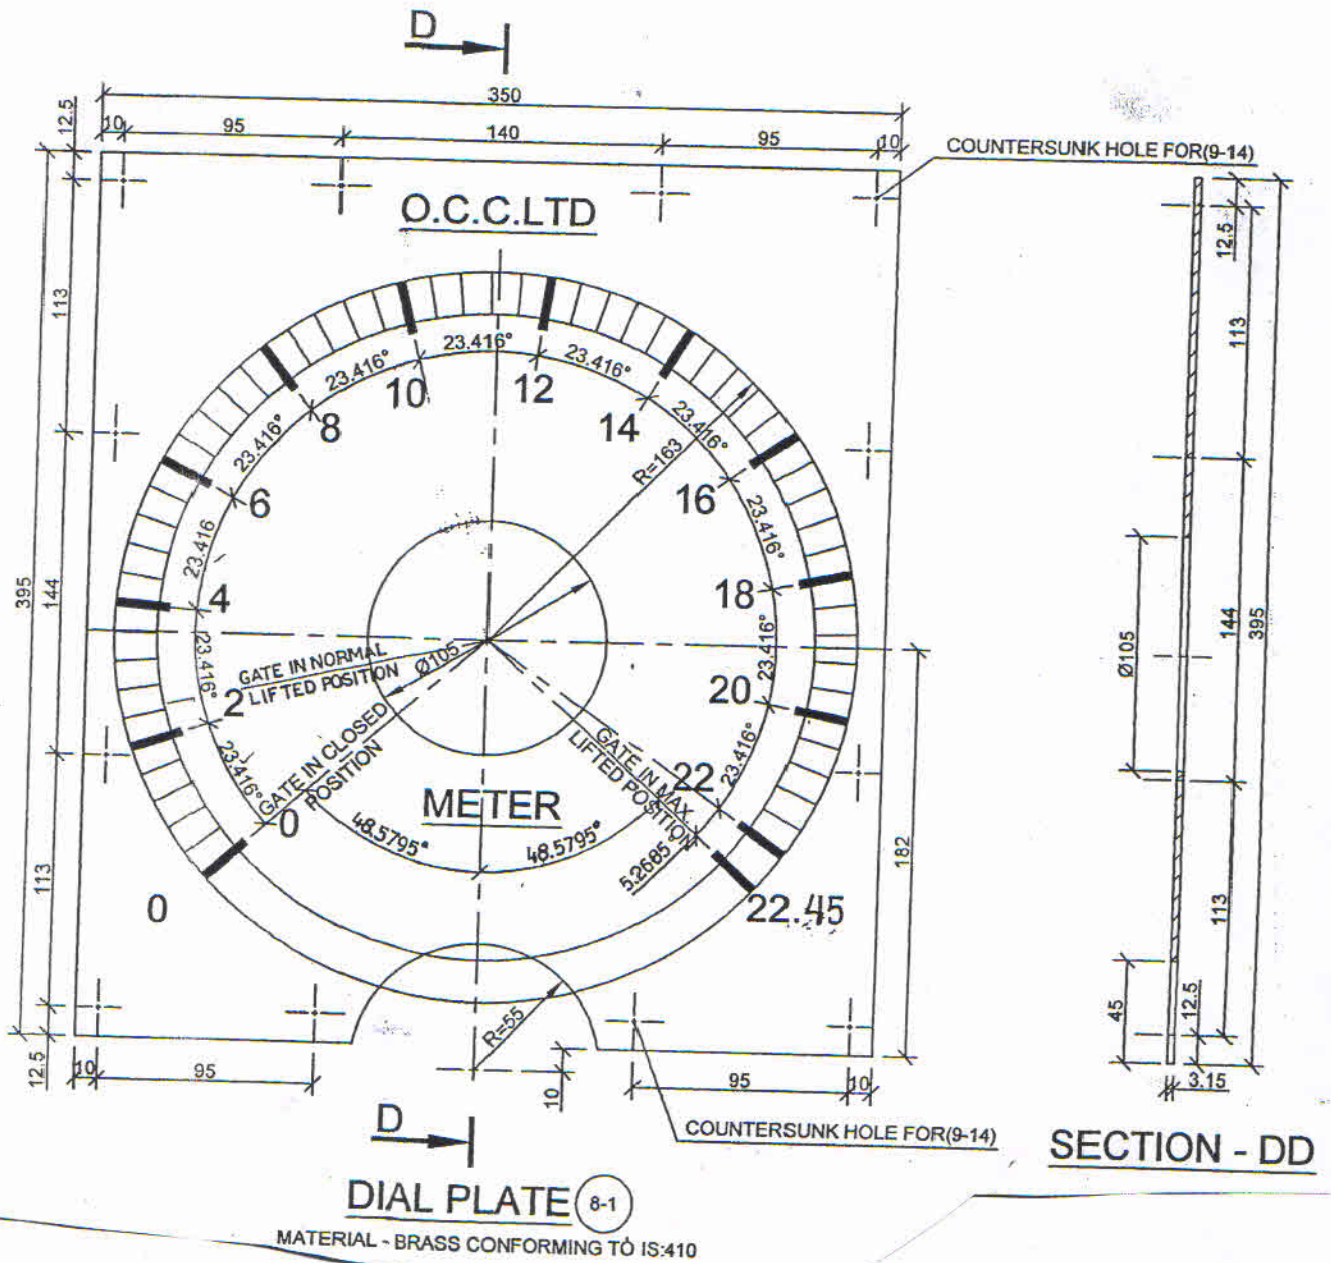 D
350
12.5
10
95
140
95
10
COUNTERSUNK HOLE FOR(9-14)
O.C.C.LTD
113
144
395
113
12.5
23.416°
23.416°
23.416°
23.416°
23.416°
23.416
23.416°
23.416°
23.416°
23.416°
23.416°
0
2
4
6
8
10
12
14
16
18
20
22
0
22.45
R=163
Ø105
GATE IN NORMAL
LIFTED POSITION
GATE IN CLOSED
POSITION
GATE IN MAX.
LIFTED POSITION
METER
48.5795°
48.5795°
5.2685°
182
R=55
10
95
10
95
10
COUNTERSUNK HOLE FOR(9-14)
D
DIAL PLATE 8-1
MATERIAL - BRASS CONFORMING TO IS:410
12.5
113
Ø105
144
395
113
45
12.5
3.15
SECTION - DD